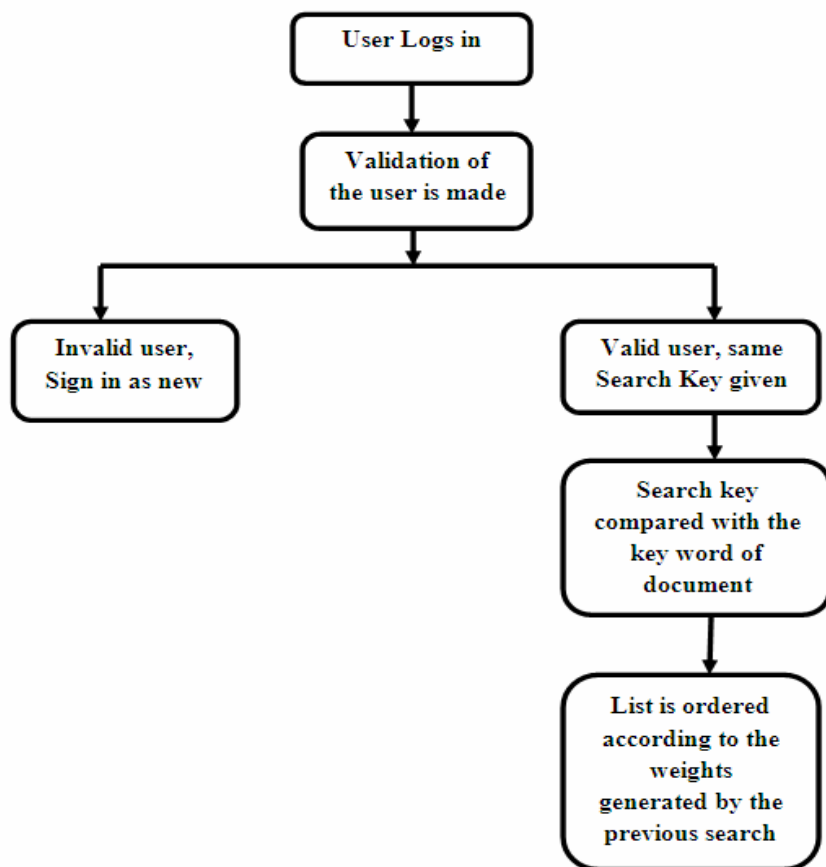 User Logs in
Validation of
the user is made
Invalid user,
Sign in as new
Valid user, same
Search Key given
Search key
compared with the
key word of
document
List is ordered
according to the
weights
generated by the
previous search